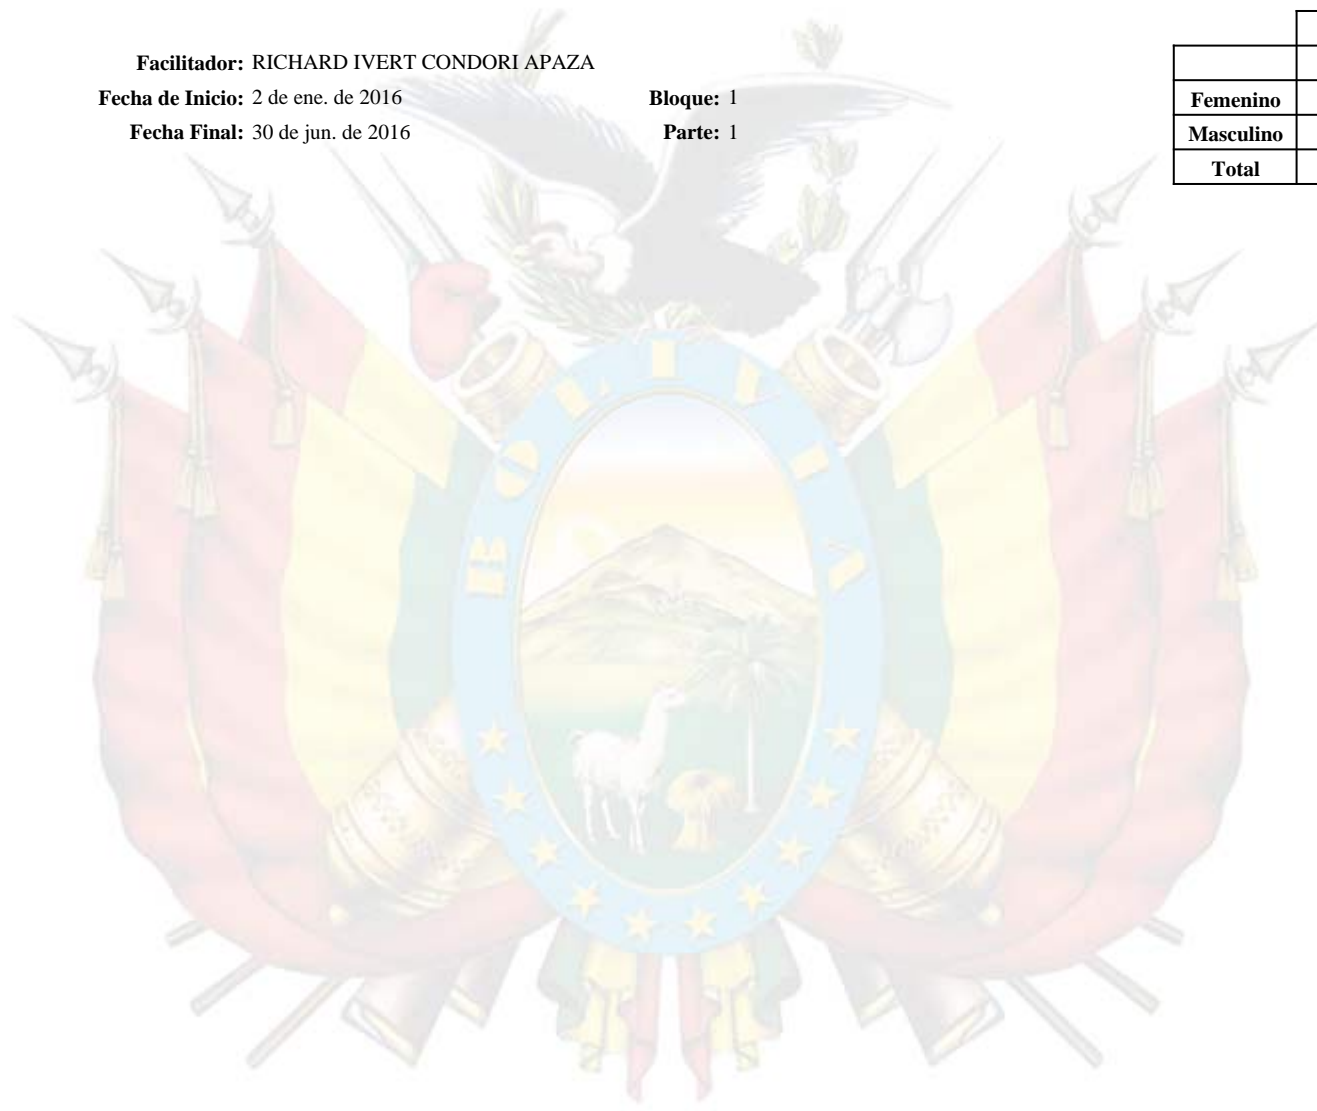 Facilitador: RICHARD IVERT CONDORI APAZA
Fecha de Inicio: 2 de ene. de 2016 Bloque: 1
Fecha Final: 30 de jun. de 2016 Parte: 1
Femenino
Masculino
Total
BOLIVIA